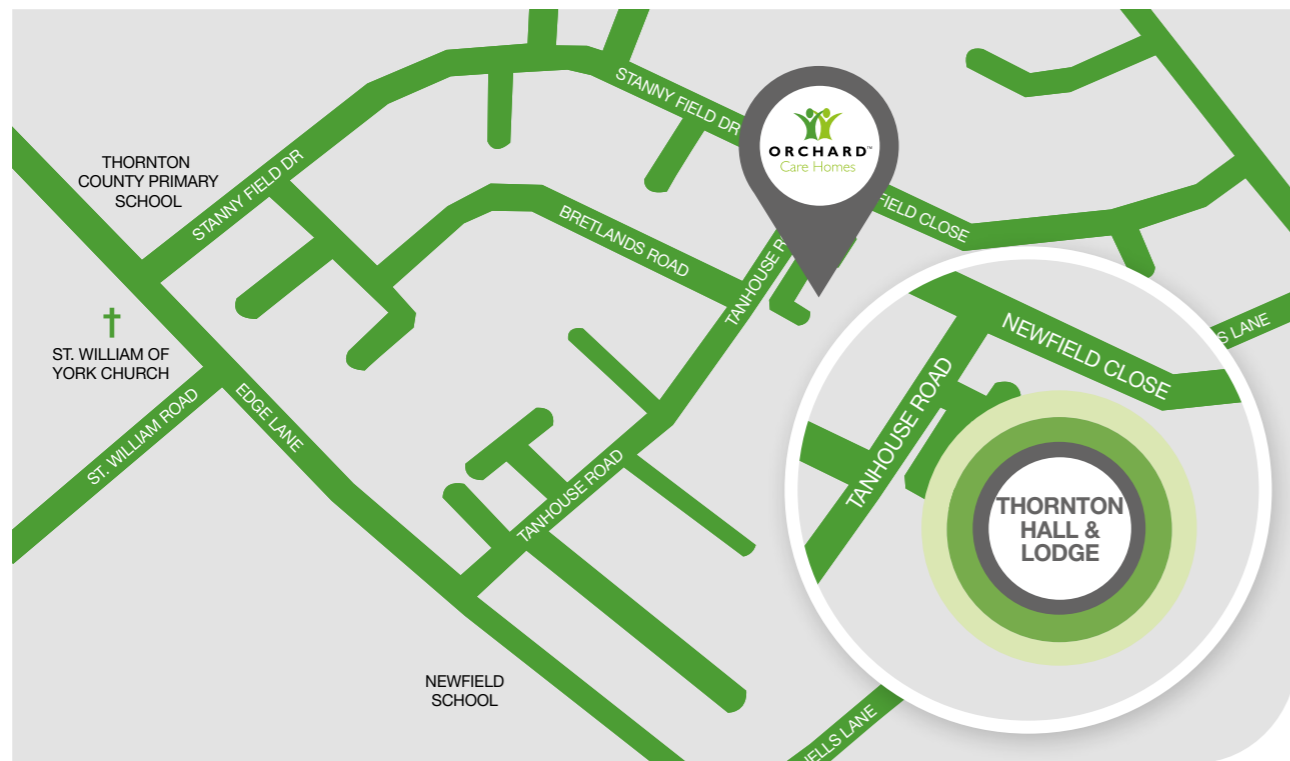 STANNY FIELD DR
THORNTON
COUNTY PRIMARY
SCHOOL
STANNY FIELD DR
ORCHARD™
Care Homes
FIELD CLOSE
BRETLANDS ROAD
TANHOUSE R
ST. WILLIAM OF
YORK CHURCH
ST. WILLIAM ROAD
EDGE LANE
TANHOUSE ROAD
NEWFIELD
SCHOOL
NEWFIELD CLOSE
TANHOUSE ROAD
THORNTON
HALL &
LODGE
S LANE
NELLS LANE